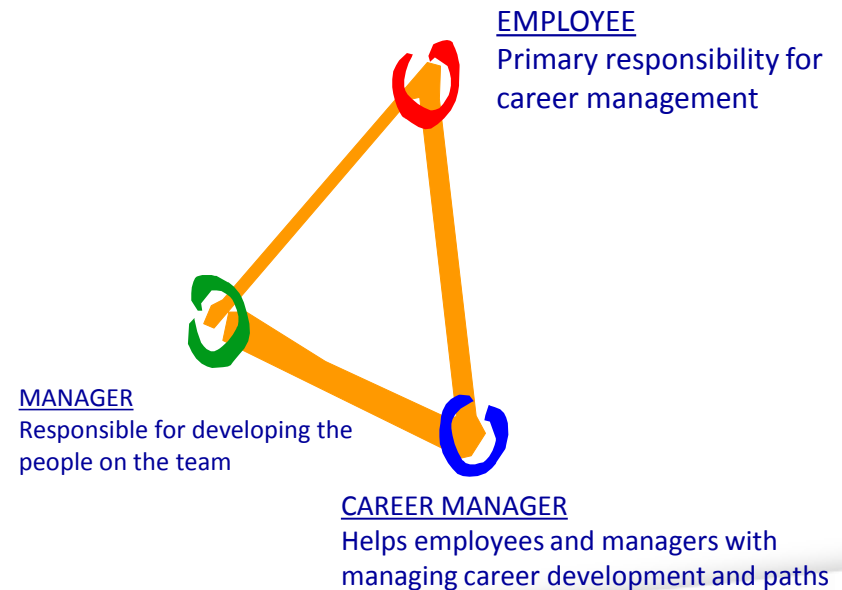 EMPLOYEE
Primary responsibility for
career management
MANAGER
Responsible for developing the
people on the team
CAREER MANAGER
Helps employees and managers with
managing career development and paths